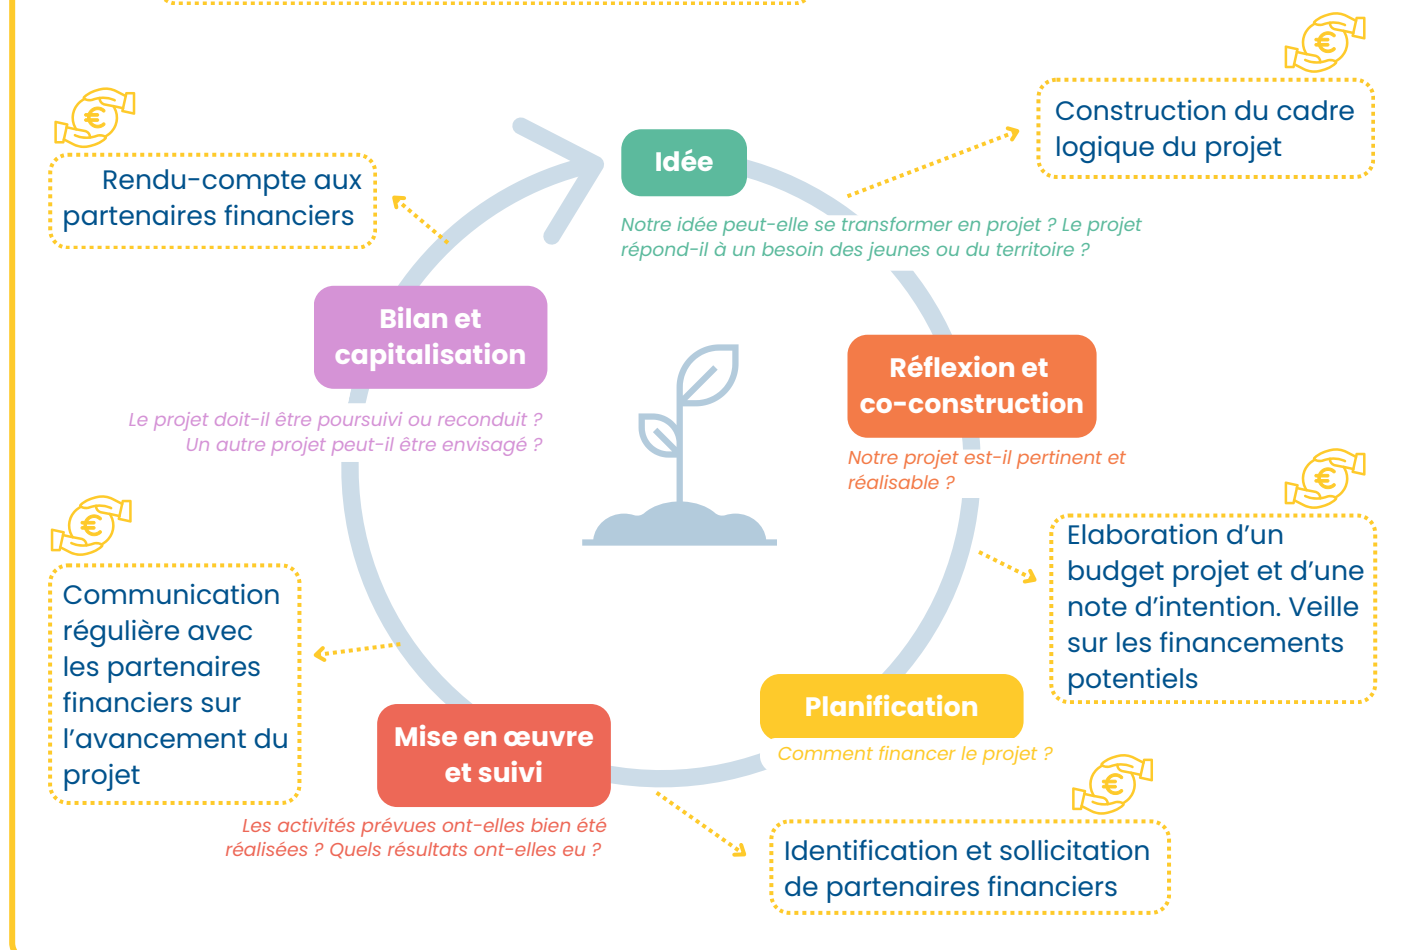 Idée
Notre idée peut-elle se transformer en projet ? Le projet
répond-il à un besoin des jeunes ou du territoire ?
Construction du cadre
logique du projet
Réflexion et
co-construction
Notre projet est-il pertinent et
réalisable ?
Elaboration d'un
budget projet et d'une
note d'intention. Veille
sur les financements
potentiels
Planification
Comment financer le projet ?
Identification et sollicitation
de partenaires financiers
Mise en œuvre
et suivi
Les activités prévues ont-elles bien été
réalisées ? Quels résultats ont-elles eu ?
Communication
régulière avec
les partenaires
financiers sur
l'avancement du
projet
Bilan et
capitalisation
Le projet doit-il être poursuivi ou reconduit ?
Un autre projet peut-il être envisagé ?
Rendu-compte aux
partenaires financiers
€
€
€
€
€